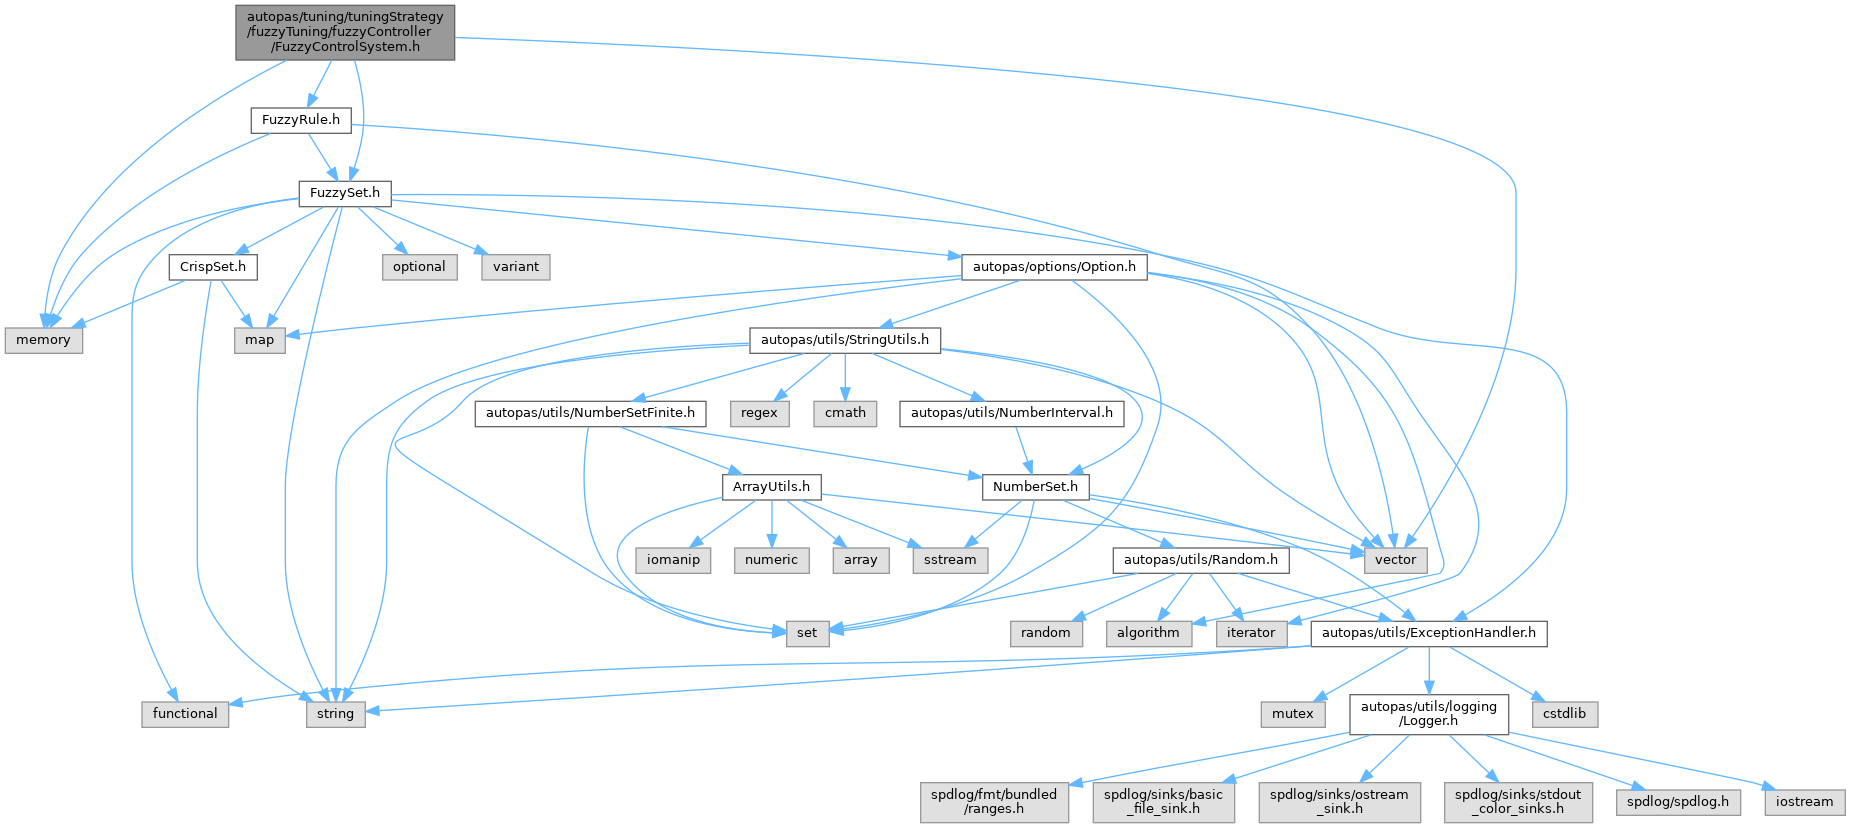 autopas/tuning/tuningStrategy
/fuzzyTuning/fuzzyController
/FuzzyControlSystem.h
FuzzyRule.h
FuzzySet.h
CrispSet.h
optional
variant
autopas/options/Option.h
memory
map
autopas/utils/StringUtils.h
autopas/utils/NumberSetFinite.h
regex
cmath
autopas/utils/NumberInterval.h
ArrayUtils.h
NumberSet.h
iomanip
numeric
array
sstream
autopas/utils/Random.h
vector
set
random
algorithm
iterator
autopas/utils/ExceptionHandler.h
functional
string
mutex
autopas/utils/logging
/Logger.h
cstdlib
spdlog/fmt/bundled
/ranges.h
spdlog/sinks/basic
_file_sink.h
spdlog/sinks/ostream
_sink.h
spdlog/sinks/stdout
_color_sinks.h
spdlog/spdlog.h
iostream